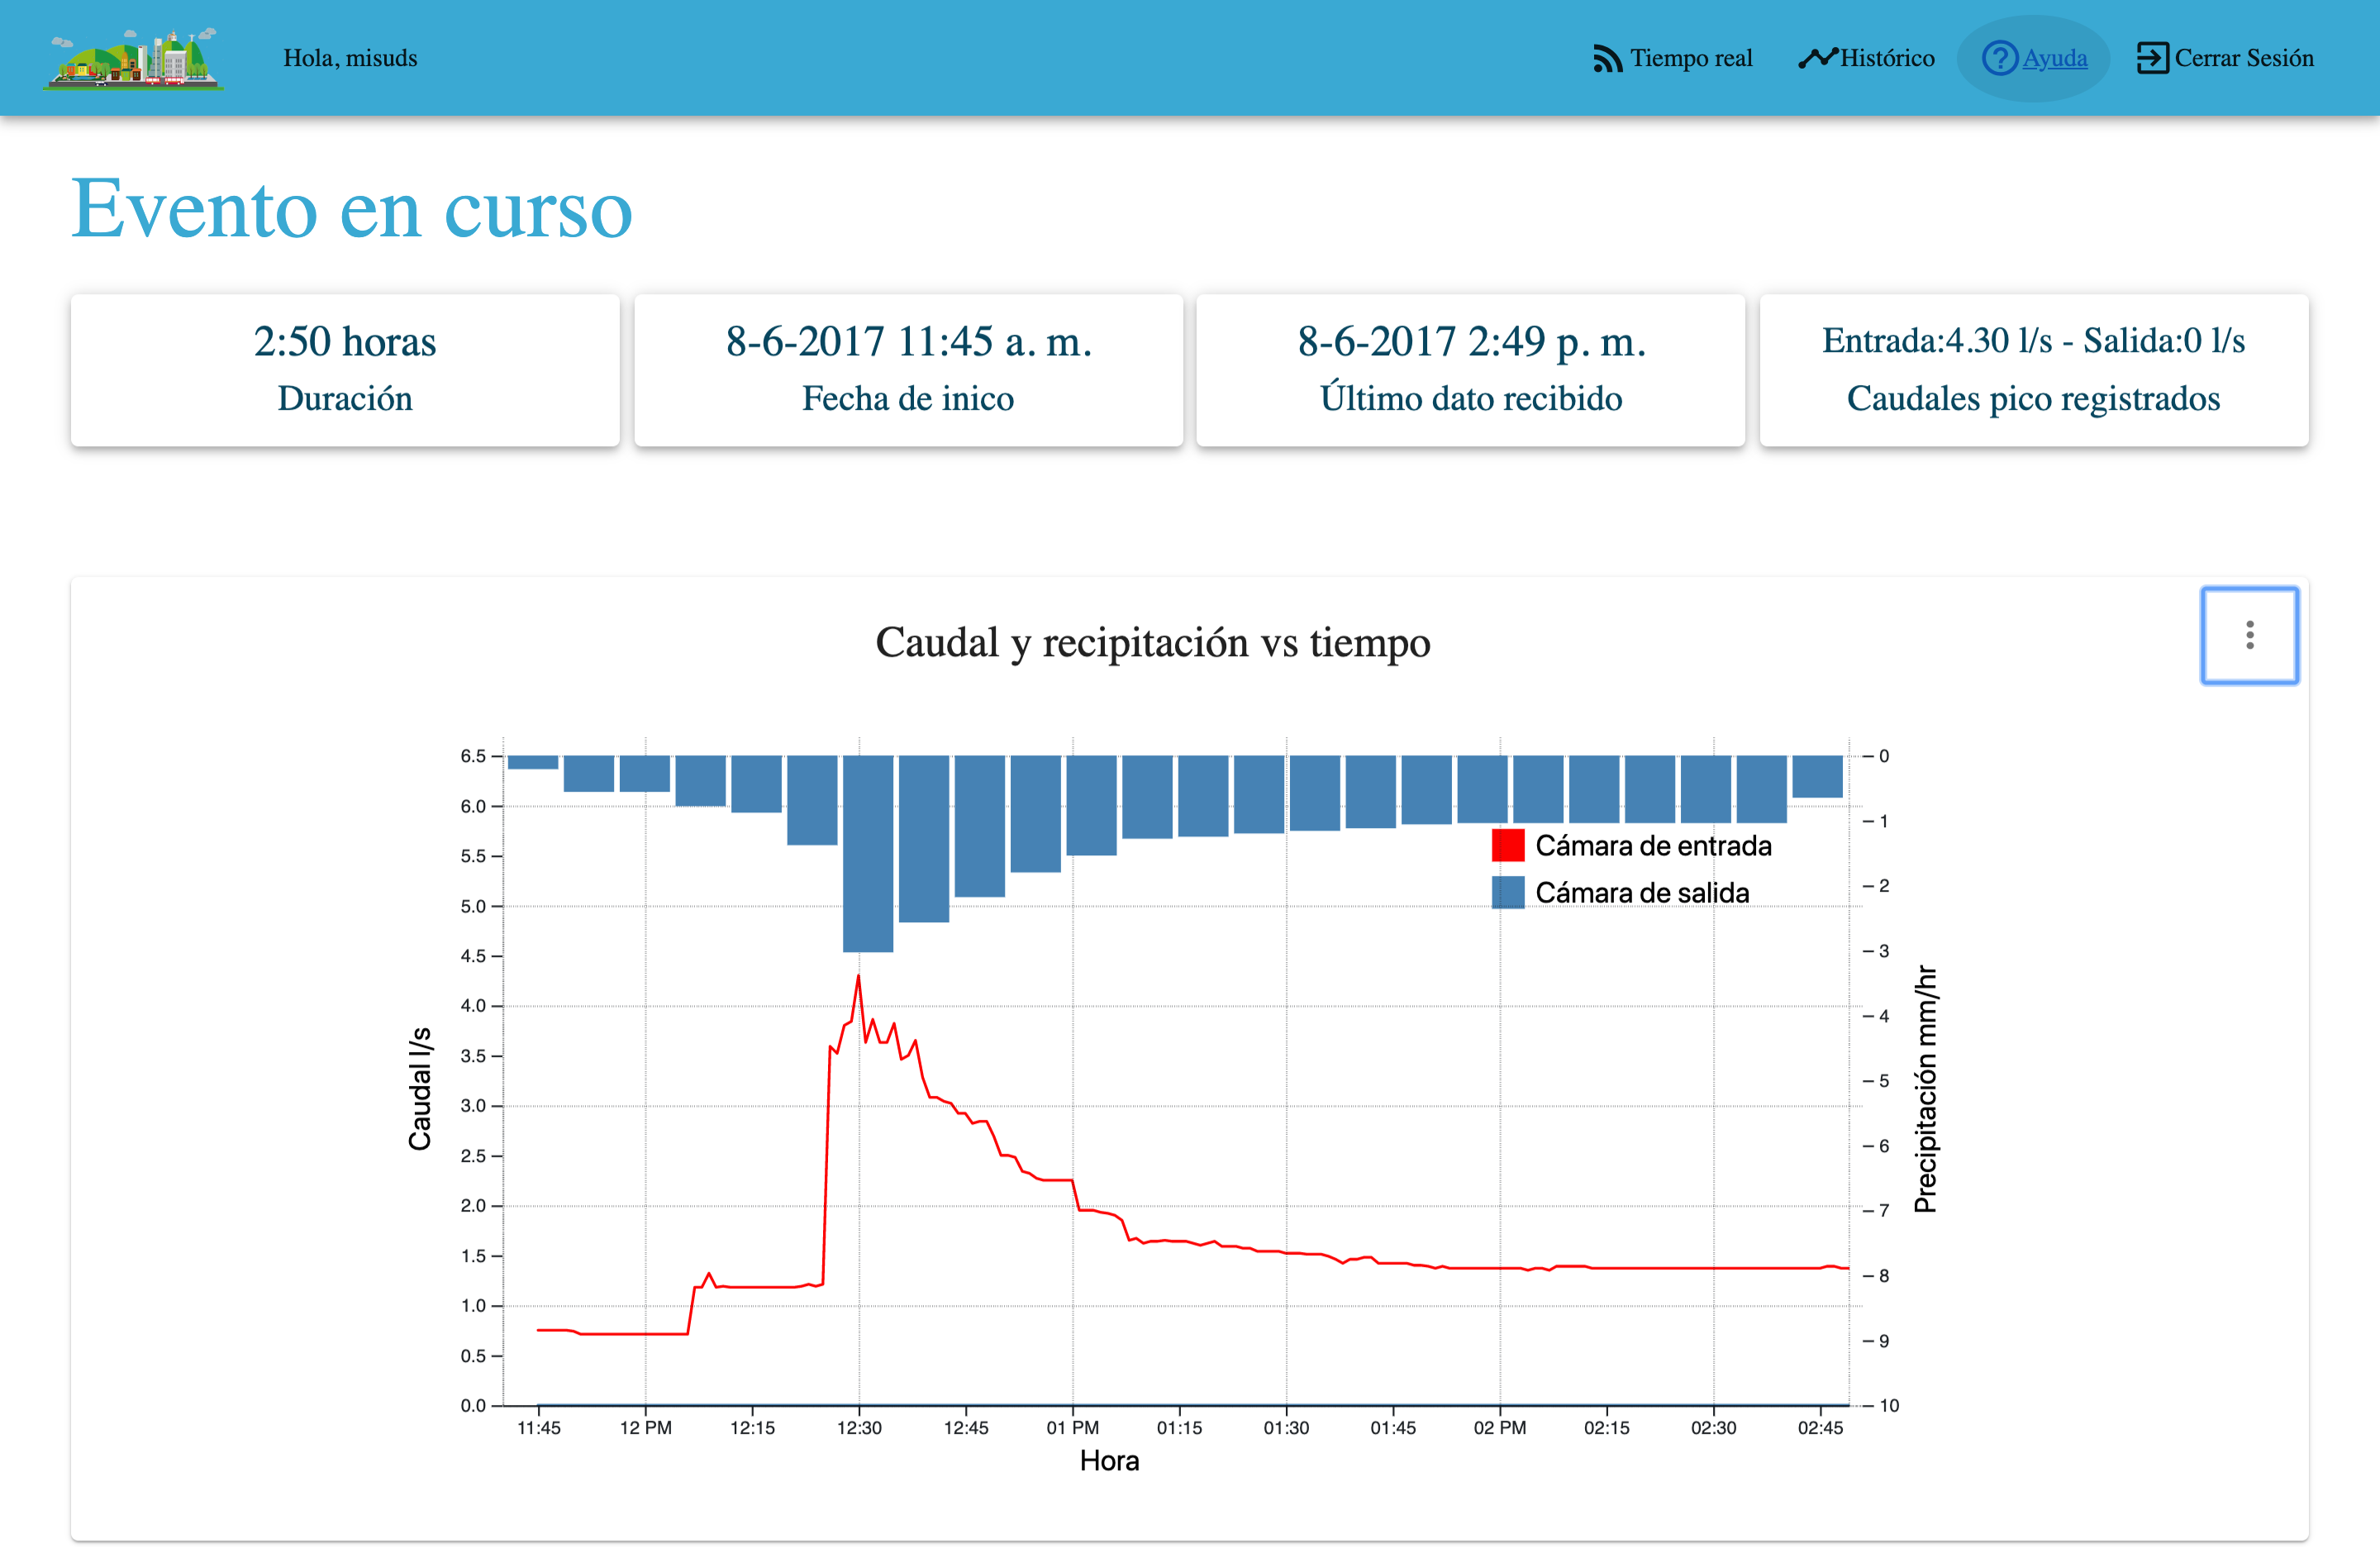 Hola, misuds
Tiempo real
Histórico
Ayuda
Cerrar Sesión
Evento en curso
2:50 horas
Duración
8-6-2017 11:45 a. m.
Fecha de inico
8-6-2017 2:49 p. m.
Último dato recibido
Entrada:4.30 l/s - Salida:0 l/s
Caudales pico registrados
Caudal y recipitación vs tiempo
6.5
6.0
5.5
5.0
4.5
4.0
3.5
3.0
2.5
2.0
1.5
1.0
0.5
0.0
Caudal l/s
Cámara de entrada
Cámara de salida
0
1
2
3
4
5
6
7
8
9
10
Precipitación mm/hr
11:45
12 PM
12:15
12:30
12:45
01 PM
01:15
01:30
01:45
02 PM
02:15
02:30
02:45
Hora